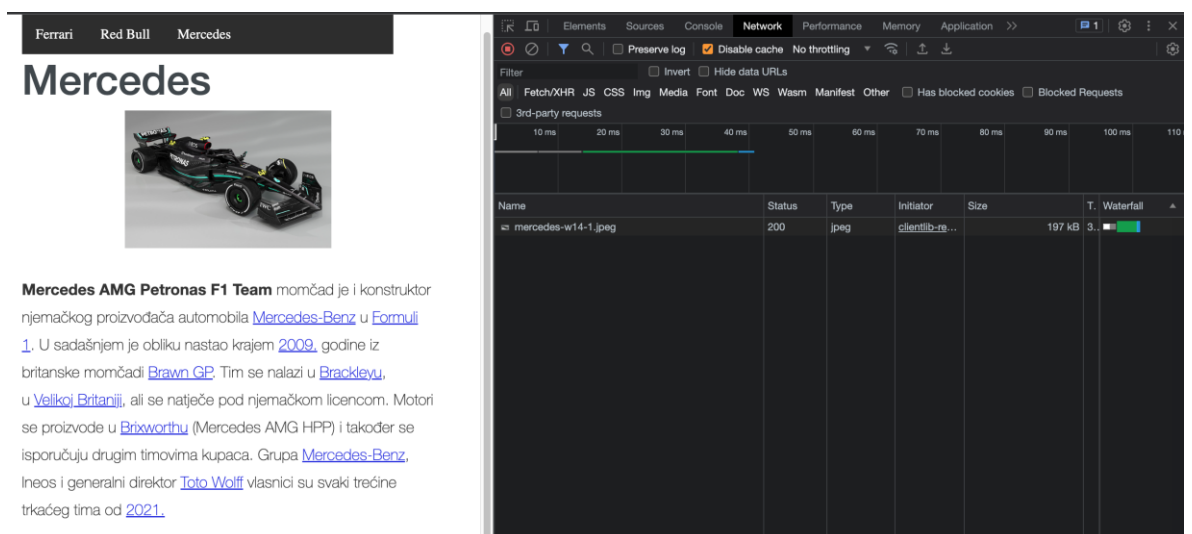 Ferrari Red Bull Mercedes
Mercedes
PETRONAS
Mercedes AMG Petronas F1 Team momčad je i konstruktor
njemačkog proizvođača automobila Mercedes-Benz u Formuli
1. U sadašnjem je obliku nastao krajem 2009. godine iz
britanske momčadi Brawn GP. Tim se nalazi u Brackleyu,
u Velikoj Britaniji, ali se natječe pod njemačkom licencom. Motori
se proizvode u Brixworthu (Mercedes AMG HPP) i također se
isporučuju drugim timovima kupaca. Grupa Mercedes-Benz,
Ineos i generalni direktor Toto Wolff vlasnici su svaki trećine
trkaćeg tima od 2021.
Elements Sources Console Network Performance Memory Application >> 1
Preserve log Disable cache No throttling
Filter Invert Hide data URLs
All Fetch/XHR JS CSS Img Media Font Doc WS Wasm Manifest Other Has blocked cookies Blocked Requests
3rd-party requests
10 ms 20 ms 30 ms 40 ms 50 ms 60 ms 70 ms 80 ms 90 ms 100 ms 110
Name Status Type Initiator Size T. Waterfall
mercedes-w14-1.jpeg 200 jpeg clientlib-re... 197 kB 3..